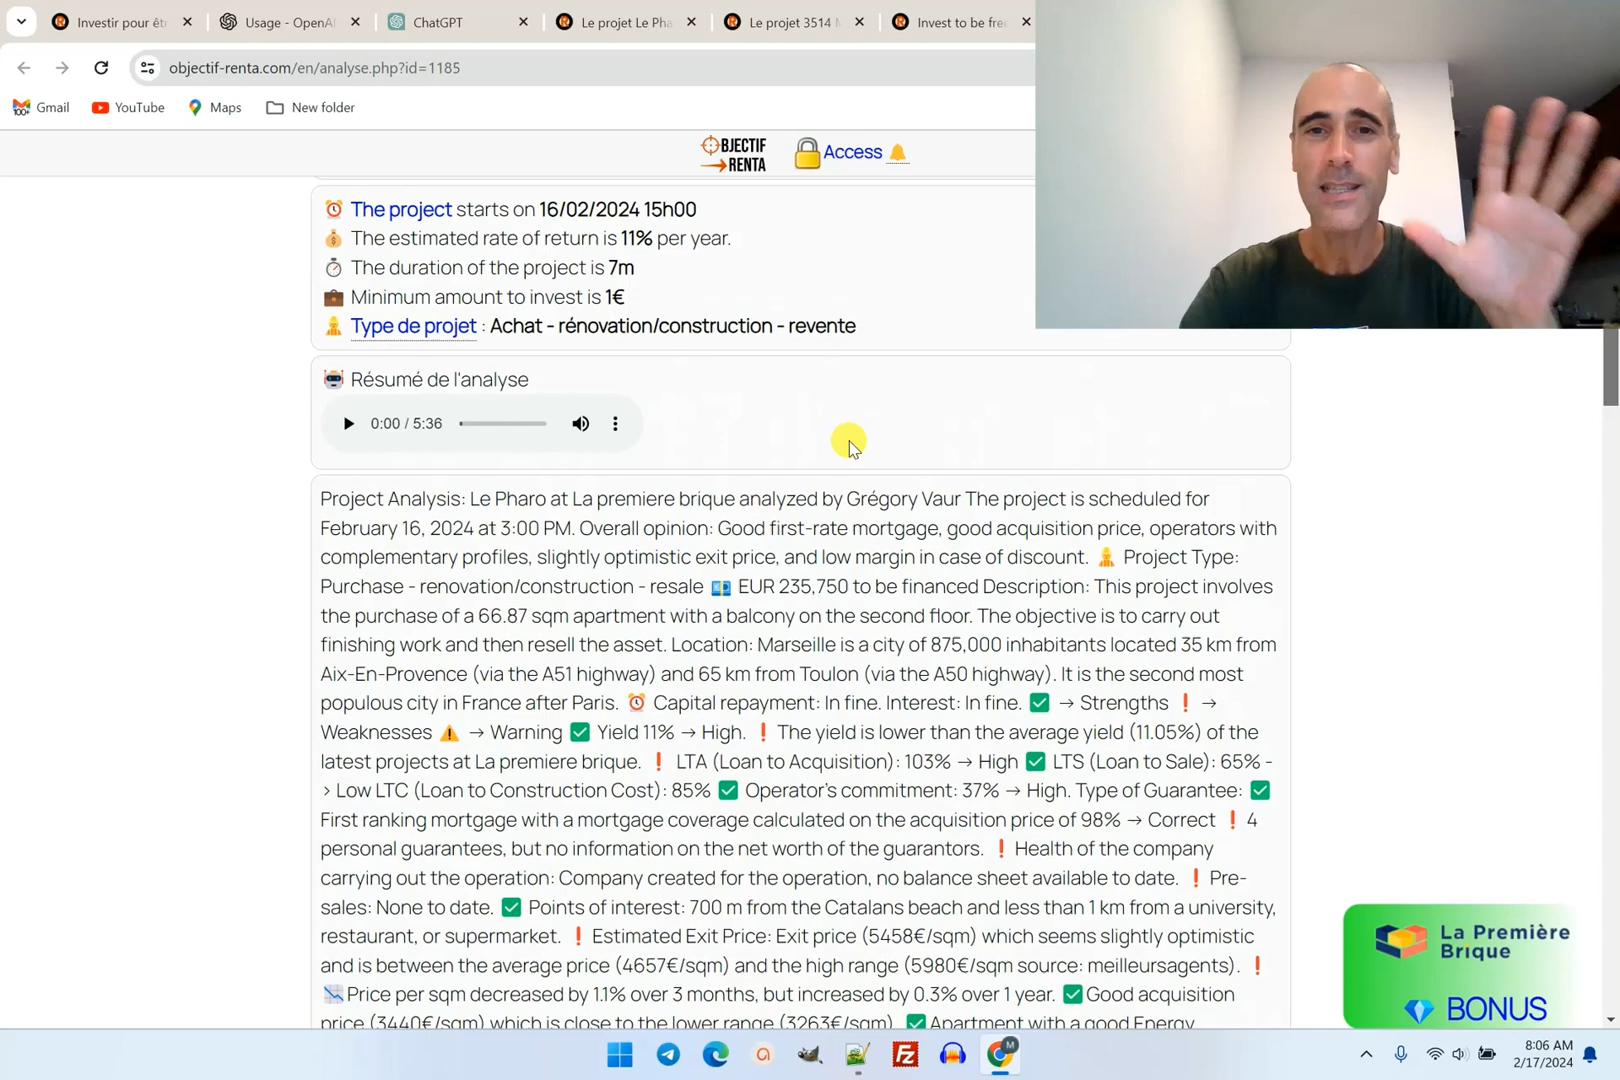 Investir pour êt
Usage - OpenA
ChatGPT
Le projet Le Pha
Le projet 3514 M
Invest to be fre
objectif-renta.com/en/analyse.php?id=1185
Gmail
YouTube
Maps
New folder
BJECTIF
RENTA
Access
The project starts on 16/02/2024 15h00
The estimated rate of return is 11% per year.
The duration of the project is 7m
Minimum amount to invest is 1€
Type de projet : Achat - rénovation/construction - revente
Résumé de l'analyse
0:00 / 5:36
Project Analysis: Le Pharo at La premiere brique analyzed by Grégory Vaur The project is scheduled for
February 16, 2024 at 3:00 PM. Overall opinion: Good first-rate mortgage, good acquisition price, operators with
complementary profiles, slightly optimistic exit price, and low margin in case of discount. Project Type:
Purchase - renovation/construction - resale EUR 235,750 to be financed Description: This project involves
the purchase of a 66.87 sqm apartment with a balcony on the second floor. The objective is to carry out
finishing work and then resell the asset. Location: Marseille is a city of 875,000 inhabitants located 35 km from
Aix-En-Provence (via the A51 highway) and 65 km from Toulon (via the A50 highway). It is the second most
populous city in France after Paris. ⏰ Capital repayment: In fine. Interest: In fine. ✅ → Strengths ❗ →
Weaknesses ⚠️ → Warning ✅ Yield 11% → High. ❗ The yield is lower than the average yield (11.05%) of the
latest projects at La premiere brique. ❗ LTA (Loan to Acquisition): 103% → High ✅ LTS (Loan to Sale): 65% -
> Low LTC (Loan to Construction Cost): 85% ✅ Operator's commitment: 37% → High. Type of Guarantee: ✅
First ranking mortgage with a mortgage coverage calculated on the acquisition price of 98% → Correct ❗ 4
personal guarantees, but no information on the net worth of the guarantors. ❗ Health of the company
carrying out the operation: Company created for the operation, no balance sheet available to date. ❗ Pre-
sales: None to date. ✅ Points of interest: 700 m from the Catalans beach and less than 1 km from a university,
restaurant, or supermarket. ❗ Estimated Exit Price: Exit price (5458€/sqm) which seems slightly optimistic
and is between the average price (4657€/sqm) and the high range (5980€/sqm source: meilleursagents). ❗
Price per sqm decreased by 1.1% over 3 months, but increased by 0.3% over 1 year. ✅ Good acquisition
price (3440€/sqm) which is close to the lower range (3263€/sqm). ✅ Apartment with a good Energy
La Première
Brique
BONUS
M
8:06 AM
2/17/2024